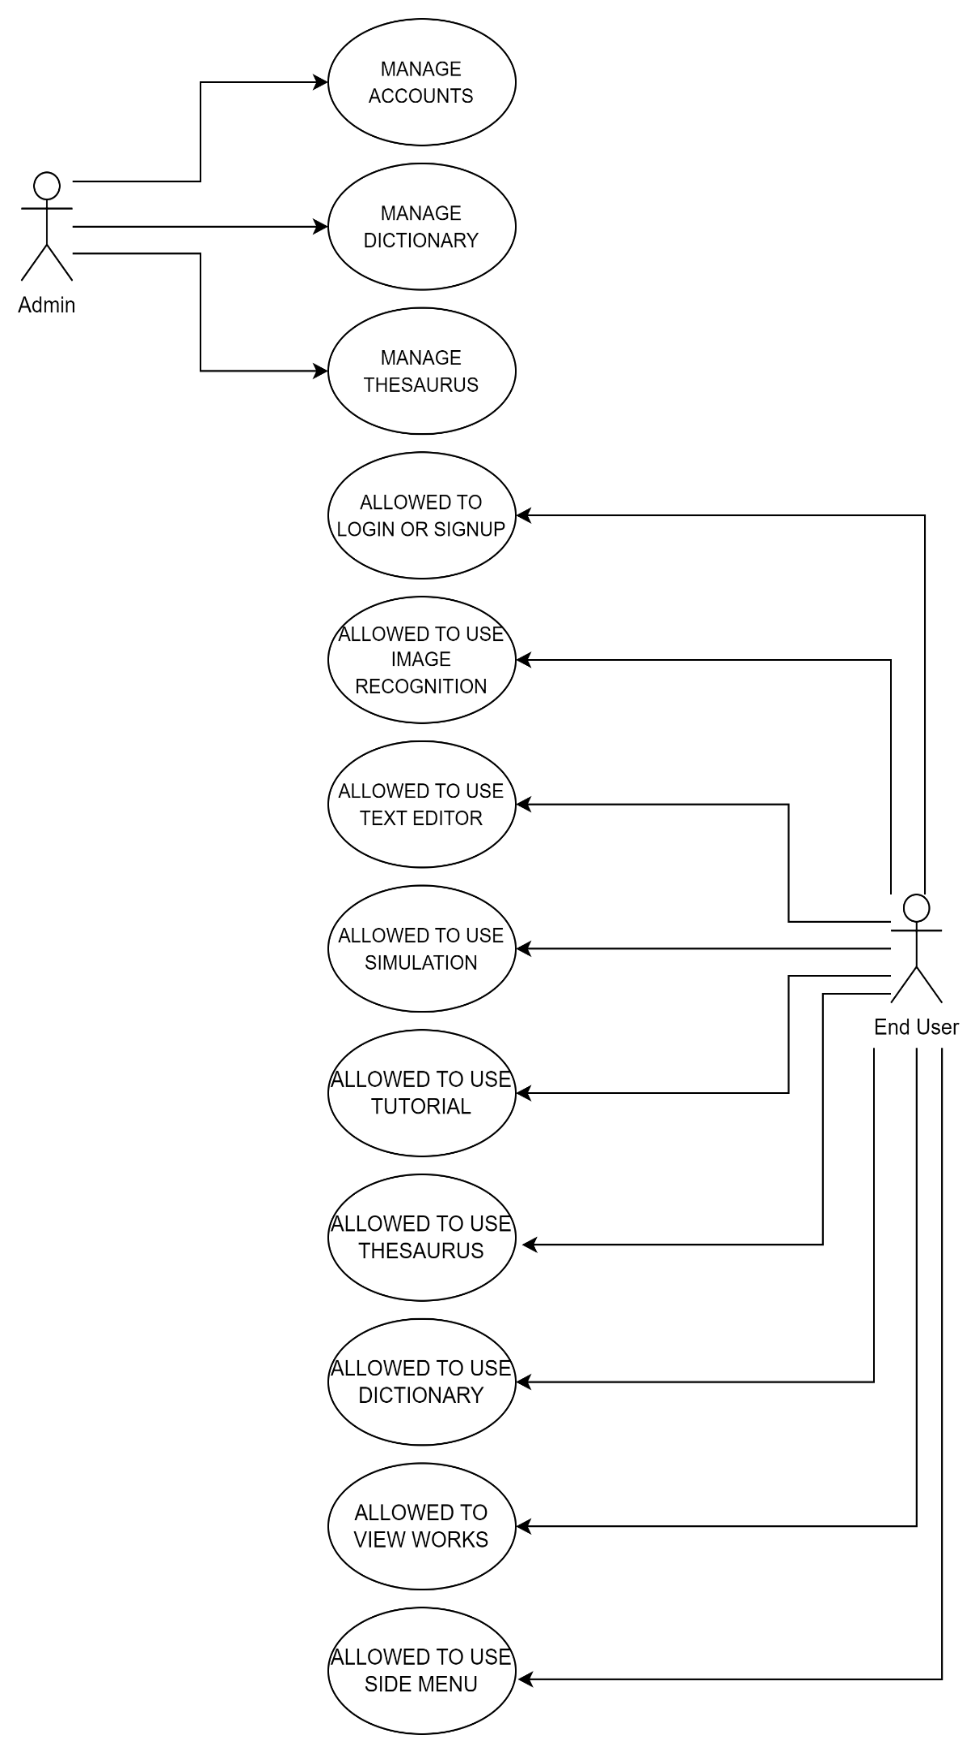 MANAGE
ACCOUNTS
MANAGE
DICTIONARY
Admin
MANAGE
THESAURUS
ALLOWED TO
LOGIN OR SIGNUP
ALLOWED TO USE
IMAGE
RECOGNITION
ALLOWED TO USE
TEXT EDITOR
ALLOWED TO USE
SIMULATION
End User
ALLOWED TO USE
TUTORIAL
ALLOWED TO USE
THESAURUS
ALLOWED TO USE
DICTIONARY
ALLOWED TO
VIEW WORKS
ALLOWED TO USE
SIDE MENU